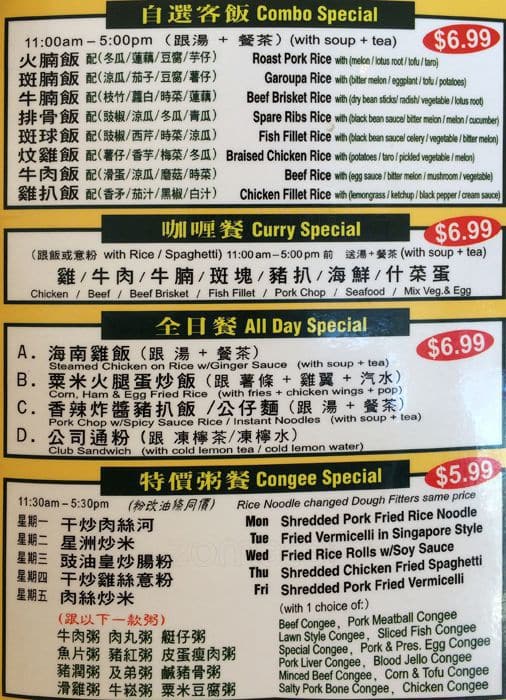 自選客飯 Combo Special
11:00am – 5:00pm (跟湯 + 餐茶) (with soup + tea) $6.99
火腩飯 配(冬瓜/蓮藕/豆腐/芋仔) Roast Pork Rice with (melon / lotus root / tofu / taro)
斑腩飯 配(涼瓜/茄子/豆腐/薯仔) Garoupa Rice with (bitter melon / eggplant / tofu / potatoes)
牛腩飯 配(枝竹/蘿白/時菜/蓮藕) Beef Brisket Rice with (dry bean sticks/ radish/ vegetable / lotus root)
排骨飯 配(豉椒/涼瓜/冬瓜/青瓜) Spare Ribs Rice with (black bean sauce/ bitter melon / melon / cucumber)
斑球飯 配(豉椒/西芹/時菜/涼瓜) Fish Fillet Rice with (black bean sauce/ celery / vegetable / bitter melon)
炆雞飯 配(薯仔/香芋/梅菜/冬瓜) Braised Chicken Rice with (potatoes / taro / pickled vegetable / melon)
牛肉飯 配(滑蛋/涼瓜/磨菇/時菜) Beef Rice with (egg sauce / bitter melon / mushroom / vegetable)
雞扒飯 配(香矛/茄汁/黑椒/白汁) Chicken Fillet Rice with (lemongrass / ketchup / black pepper / cream sauce)
咖喱餐 Curry Special
$6.99
(跟飯或意粉 with Rice / Spaghetti) 11:00am – 5:00pm 前 送湯+餐茶 (with soup + tea)
雞/牛肉/牛腩/斑塊/豬扒/海鮮/什菜蛋
Chicken / Beef / Beef Brisket / Fish Fillet / Pork Chop / Seafood / Mix Veg.& Egg
全日餐 All Day Special
$6.99
A. 海南雞飯 (跟 湯 + 餐茶)
Steamed Chicken on Rice w/Ginger Sauce (with soup + tea)
B. 粟米火腿蛋炒飯 (跟 薯條 + 雞翼 + 汽水)
Corn, Ham & Egg Fried Rice (with fries + chicken wings + pop)
C. 香辣炸醬豬扒飯 /公仔麵 (跟 湯 + 餐茶)
Pork Chop w/Spicy Sauce Rice / Instant Noodles (with soup + tea)
D. 公司通粉 (跟 凍檸茶/凍檸水)
Club Sandwich (with cold lemon tea / cold lemon water)
特價粥餐 Congee Special
$5.99
11:30am – 5:30pm (粉改油條同價) Rice Noodle changed Dough Fitters same price
星期一 干炒肉絲河 Mon Shredded Pork Fried Rice Noodle
星期二 星洲炒米 Tue Fried Vermicelli in Singapore Style
星期三 豉油皇炒腸粉 Wed Fried Rice Rolls w/Soy Sauce
星期四 干炒雞絲意粉 Thu Shredded Chicken Fried Spaghetti
星期五 肉絲炒米 Fri Shredded Pork Fried Vermicelli
(跟以下一款粥) (with 1 choice of:)
牛肉粥 肉丸粥 艇仔粥
魚片粥 豬紅粥 皮蛋瘦肉粥
豬潤粥 及弟粥 鹹豬骨粥
滑雞粥 牛崧粥 粟米豆腐粥
Beef Congee, Pork Meatball Congee
Lawn Style Congee, Sliced Fish Congee
Special Congee, Pork & Pres. Egg Congee
Pork Liver Congee, Blood Jello Congee
Minced Beef Congee, Corn & Tofu Congee
Salty Pork Bone Congee, Chicken Congee